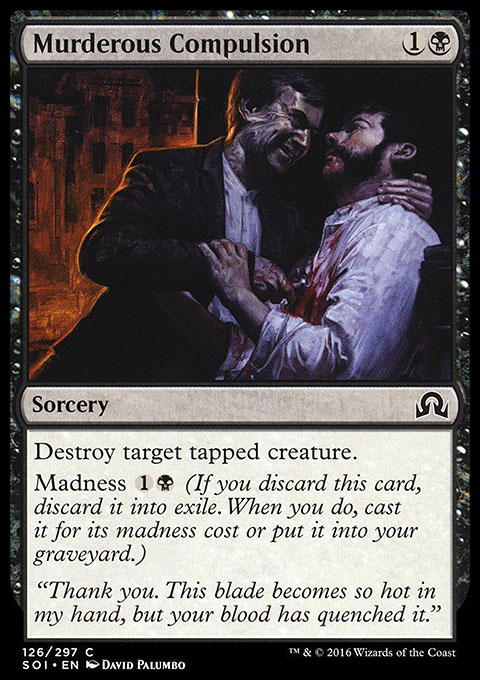 Murderous Compulsion 1
Sorcery
Destroy target tapped creature.
Madness 1 (If you discard this card,
discard it into exile. When you do, cast
it for its madness cost or put it into your
graveyard.)
“Thank you. This blade becomes so hot in
my hand, but your blood has quenched it.”
126/297 C
SOI • EN DAVID PALUMBO
™ & © 2016 Wizards of the Coast